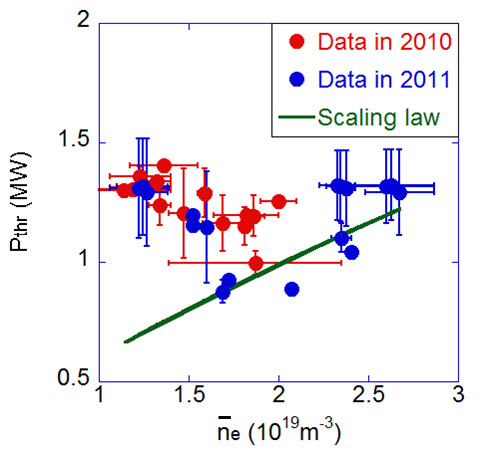 2
Data in 2010
Data in 2011
Scaling law
1.5
Pthr (MW)
1
0.5
1 1.5 2 2.5 3
n̅e (10¹⁹m⁻³)